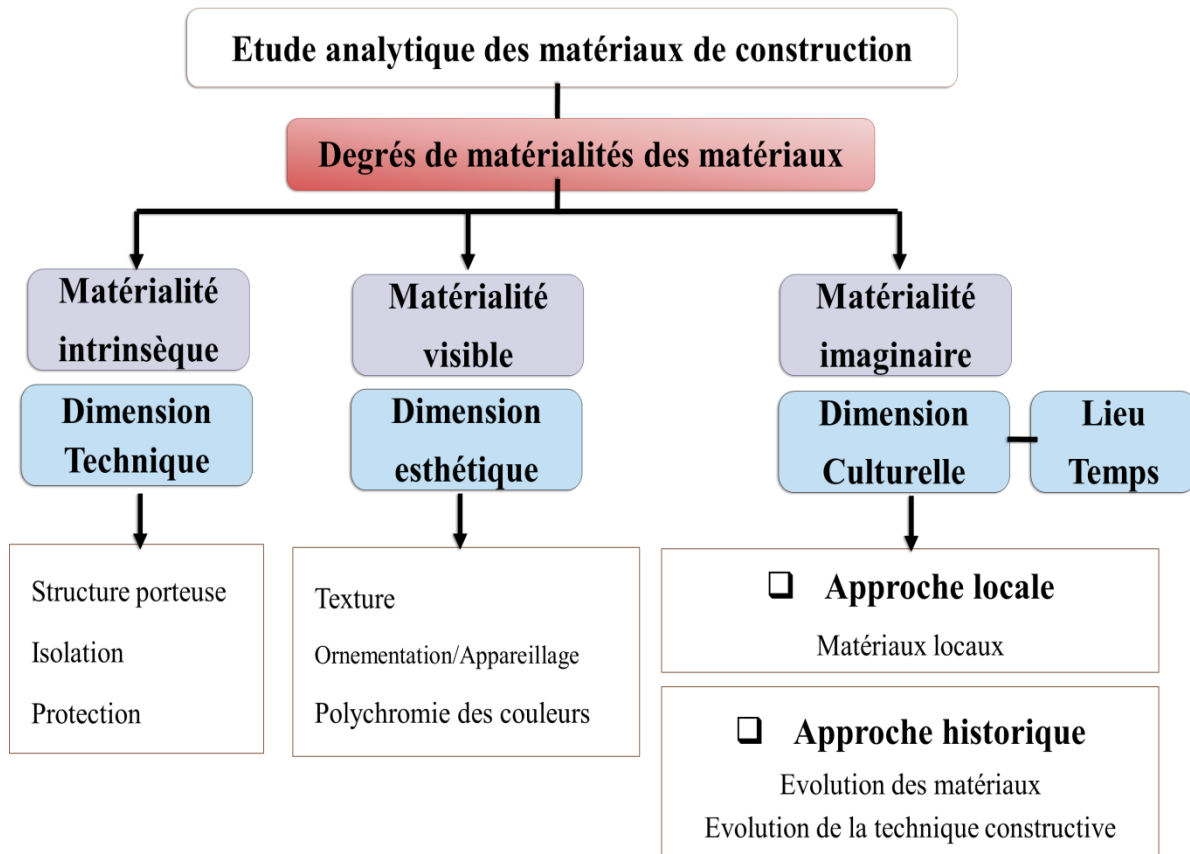 Etude analytique des matériaux de construction
Degrés de matérialités des matériaux
Matérialité
intrinsèque
Dimension
Technique
Structure porteuse
Isolation
Protection
Matérialité
visible
Dimension
esthétique
Texture
Ornementation/Appareillage
Polychromie des couleurs
Matérialité
imaginaire
Dimension
Culturelle
Lieu
Temps
❑ Approche locale
Matériaux locaux
❑ Approche historique
Evolution des matériaux
Evolution de la technique constructive